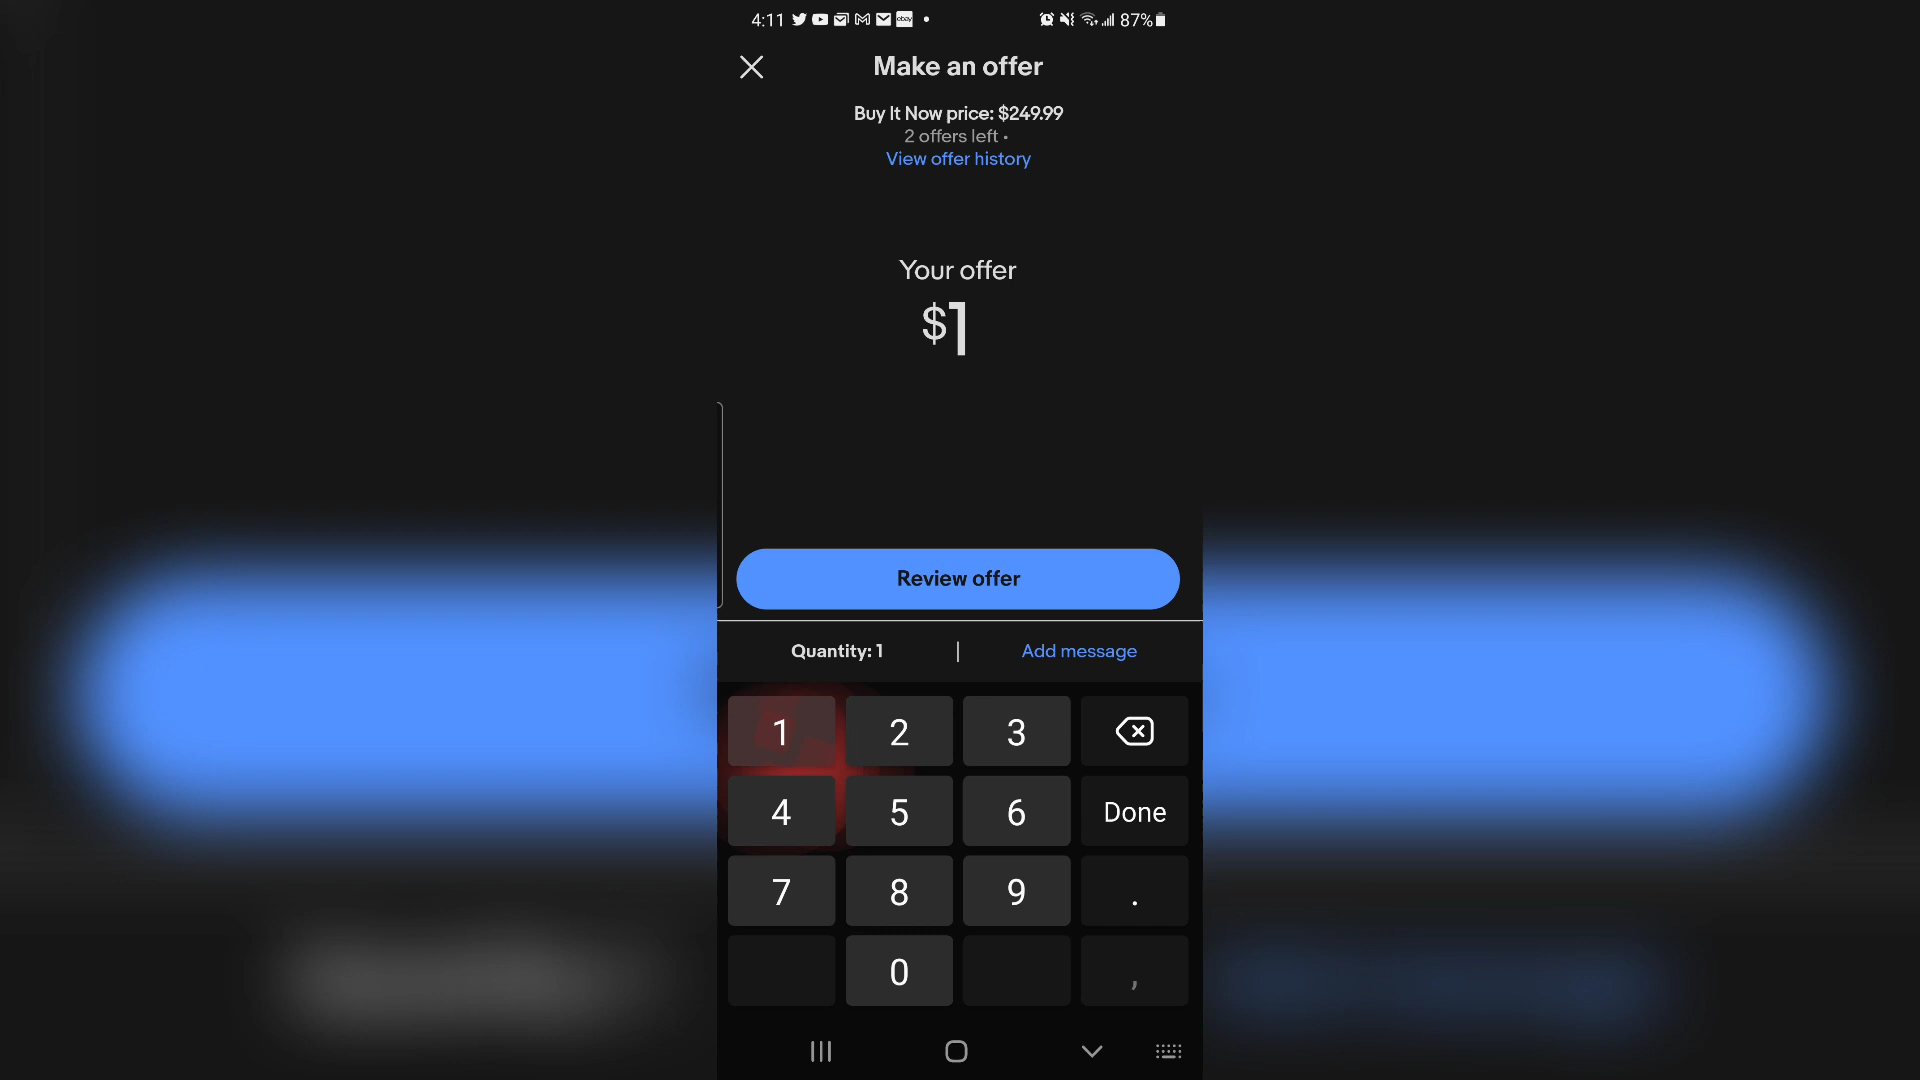 4:11 ebay 87%
Make an offer
Buy It Now price: $249.99
2 offers left •
View offer history
Your offer
$1
Review offer
Quantity: 1 | Add message
1 2 3
4 5 6 Done
7 8 9 .
0 ,